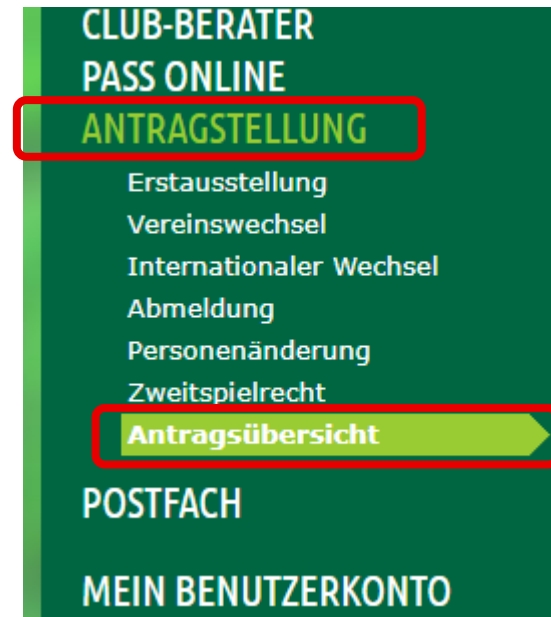 CLUB-BERATER
PASS ONLINE
ANTRAGSTELLUNG
Erstausstellung
Vereinswechsel
Internationaler Wechsel
Abmeldung
Personenänderung
Zweitspielrecht
Antragsübersicht
POSTFACH
MEIN BENUTZERKONTO